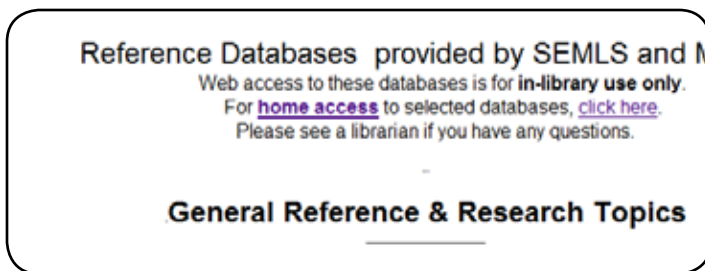 Reference Databases provided by SEMLS and
Web access to these databases is for in-library use only.
For home access to selected databases, click here.
Please see a librarian if you have any questions.
General Reference & Research Topics